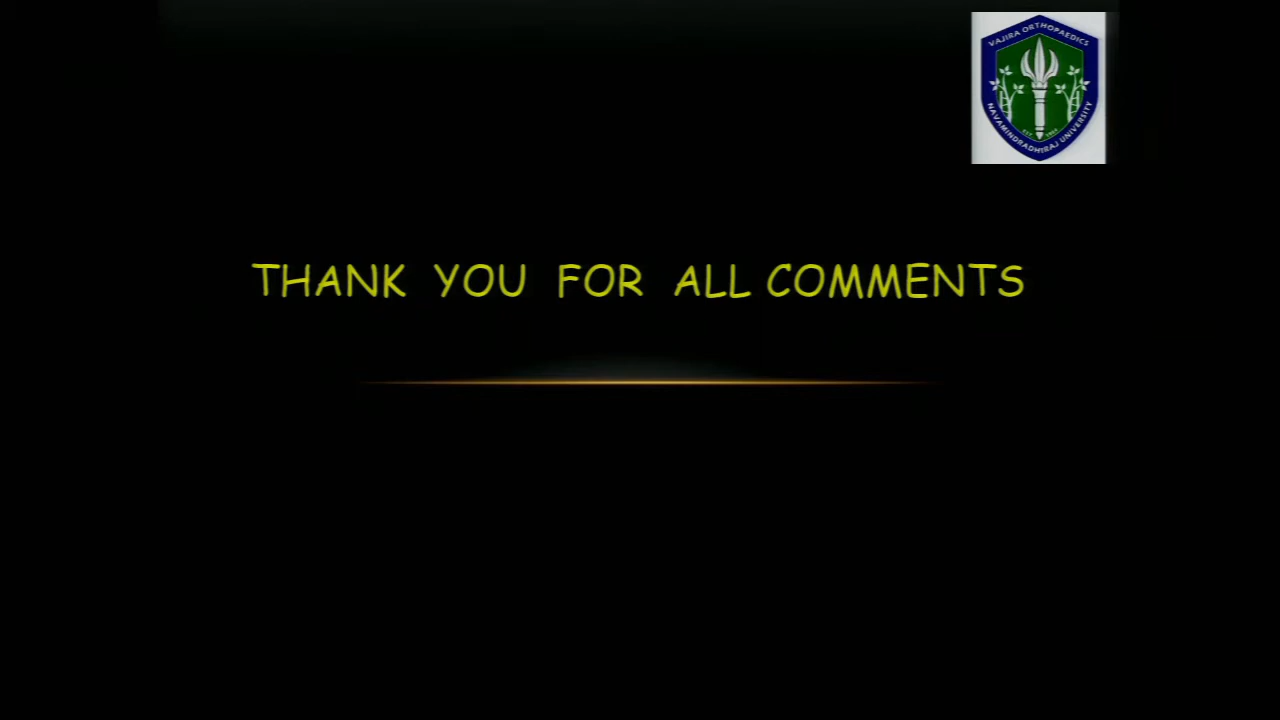 VAJIRA ORTHOPAEDICS
NAVAMINDRADHIRAJ UNIVERSITY
THANK YOU FOR ALL COMMENTS